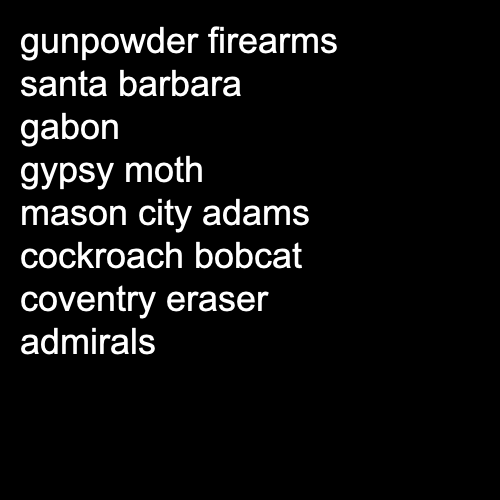 gunpowder firearms
santa barbara
gabon
gypsy moth
mason city adams
cockroach bobcat
coventry eraser
admirals